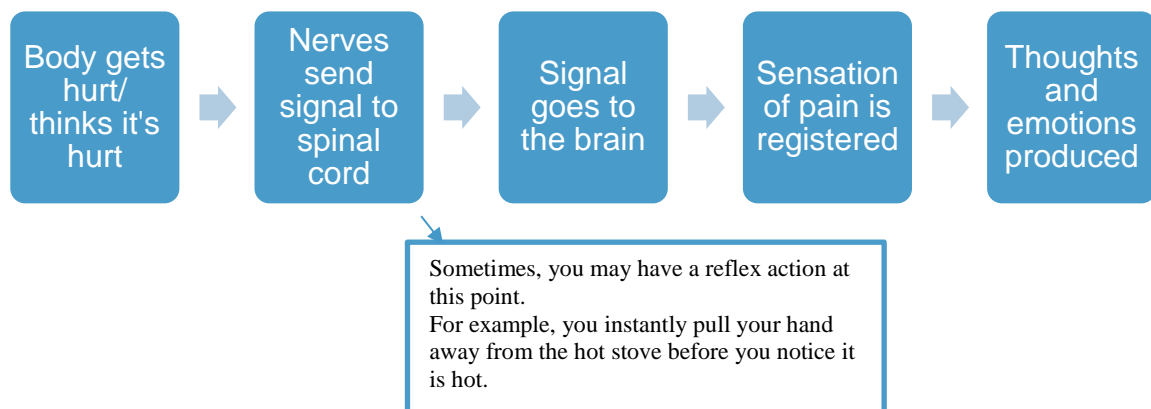 Body gets
hurt/
thinks it's
hurt
Nerves
send
signal to
spinal
cord
Signal
goes to
the brain
Sensation
of pain is
registered
Thoughts
and
emotions
produced
Sometimes, you may have a reflex action at
this point.
For example, you instantly pull your hand
away from the hot stove before you notice it
is hot.